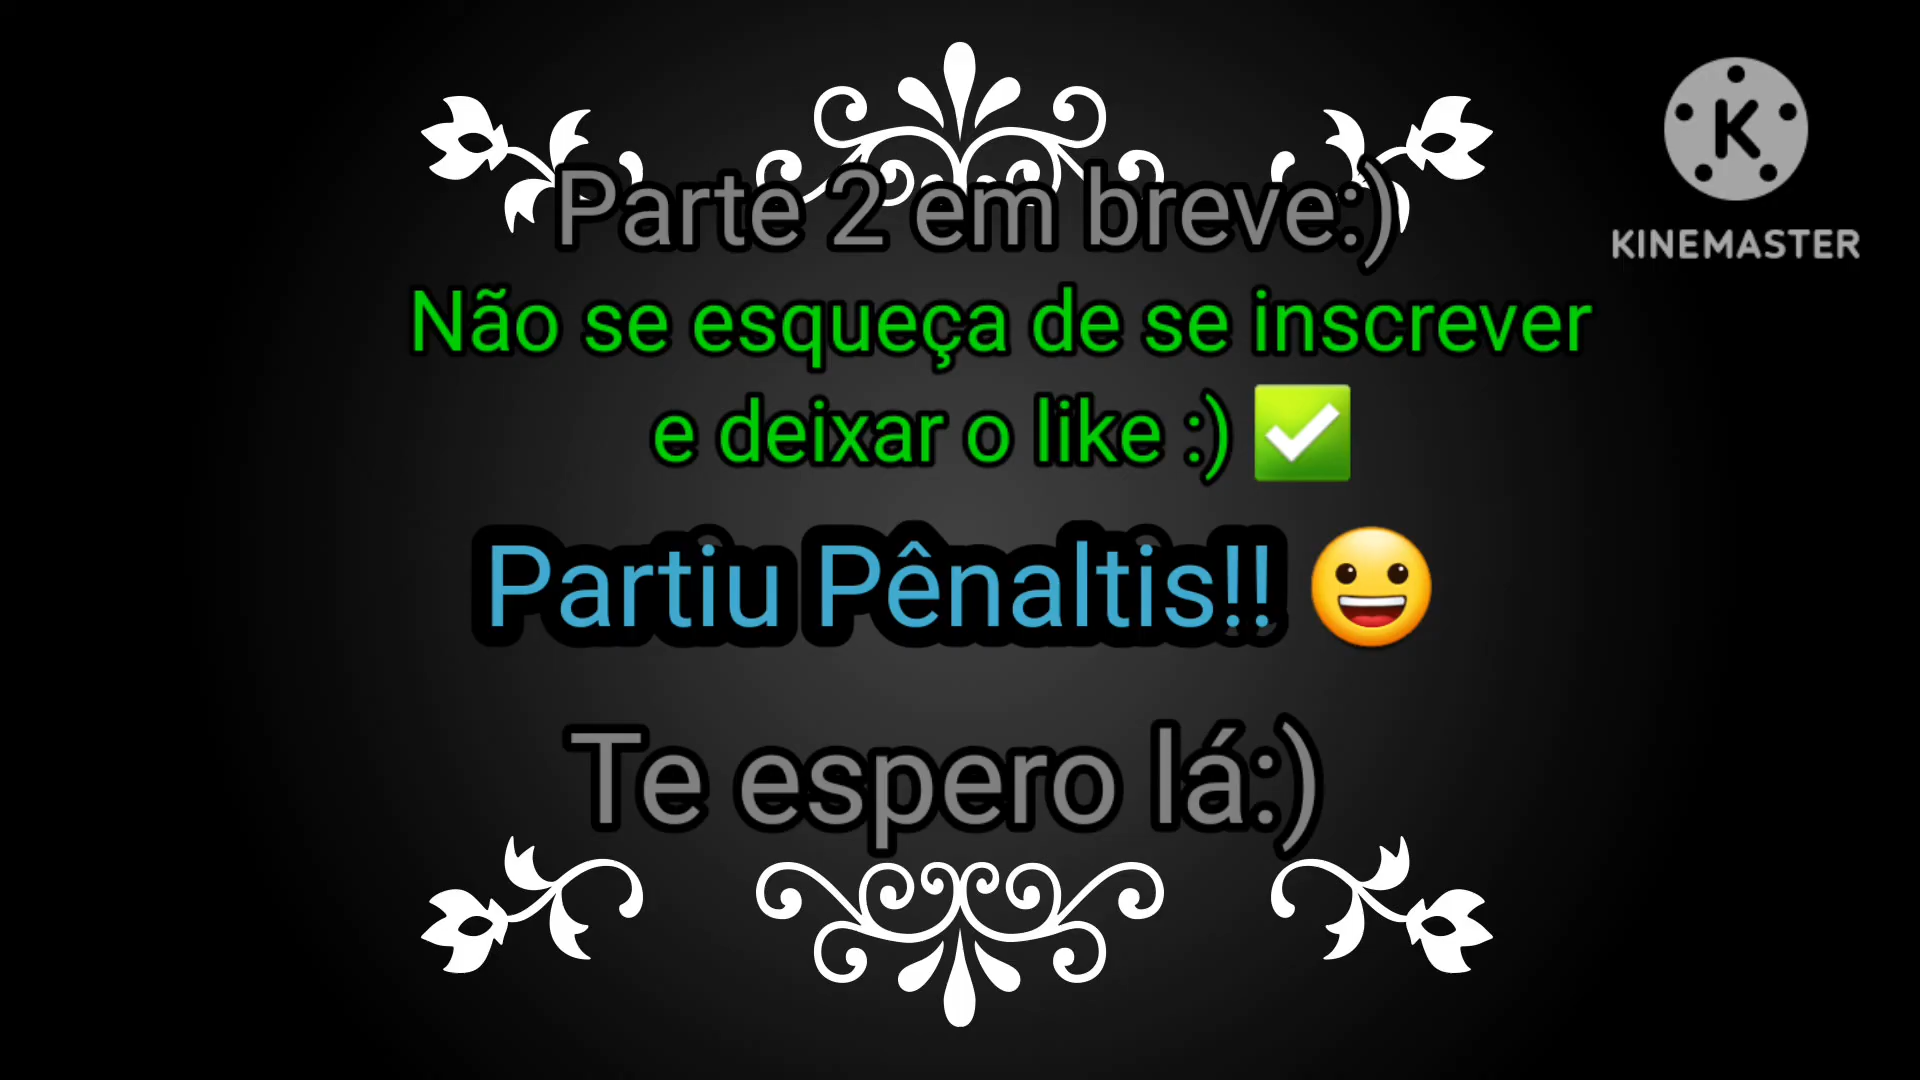 Parte 2 em breve:)
Não se esqueça de se inscrever
e deixar o like :) ✅
Partiu Pênaltis!! 😀
Te espero lá:)
K
KINEMASTER